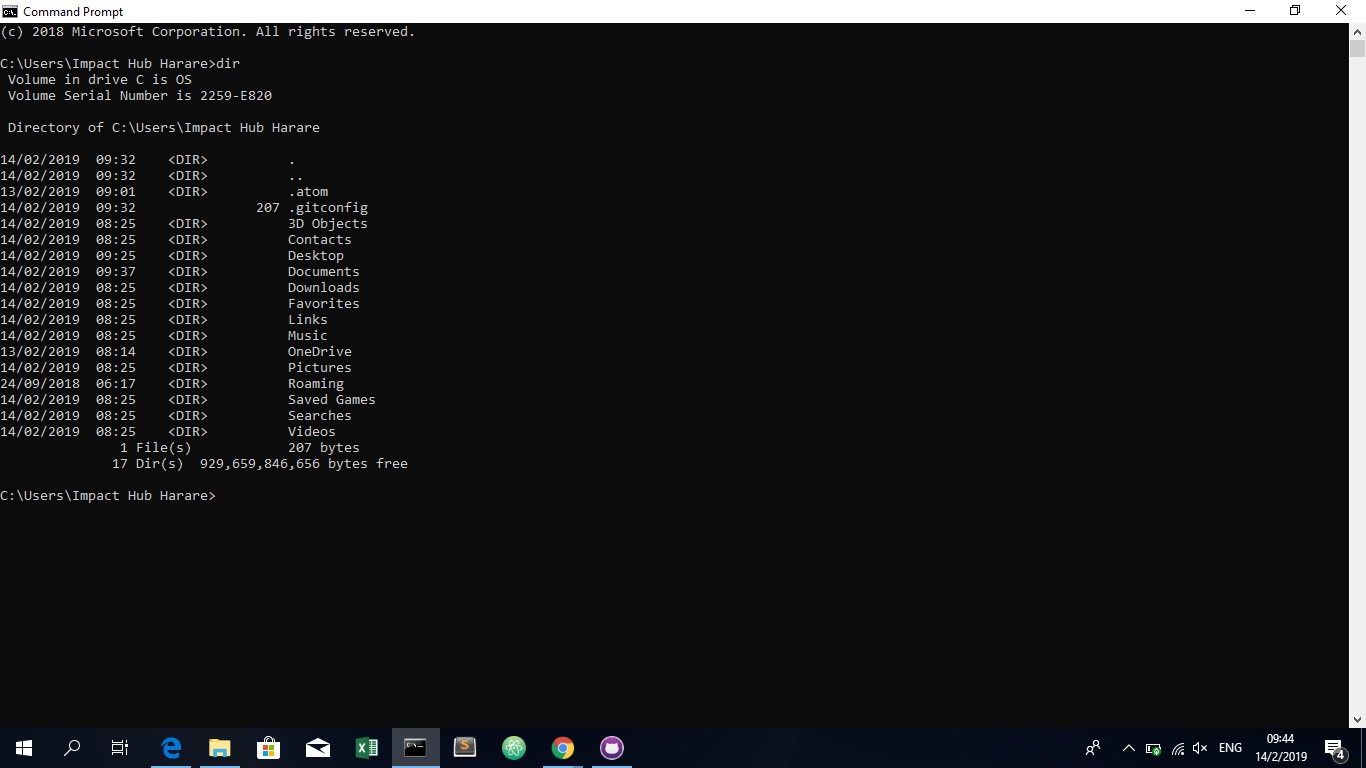 Command Prompt
(c) 2018 Microsoft Corporation. All rights reserved.
C:\Users\Impact Hub Harare>dir
Volume in drive C is OS
Volume Serial Number is 2259-E820
Directory of C:\Users\Impact Hub Harare
14/02/2019  09:32    <DIR>          .
14/02/2019  09:32    <DIR>          ..
13/02/2019  09:01    <DIR>          .atom
14/02/2019  09:32               207 .gitconfig
14/02/2019  08:25    <DIR>          3D Objects
14/02/2019  08:25    <DIR>          Contacts
14/02/2019  09:25    <DIR>          Desktop
14/02/2019  09:37    <DIR>          Documents
14/02/2019  08:25    <DIR>          Downloads
14/02/2019  08:25    <DIR>          Favorites
14/02/2019  08:25    <DIR>          Links
14/02/2019  08:25    <DIR>          Music
13/02/2019  08:14    <DIR>          OneDrive
14/02/2019  08:25    <DIR>          Pictures
24/09/2018  06:17    <DIR>          Roaming
14/02/2019  08:25    <DIR>          Saved Games
14/02/2019  08:25    <DIR>          Searches
14/02/2019  08:25    <DIR>          Videos
1 File(s)            207 bytes
17 Dir(s)  929,659,846,656 bytes free
C:\Users\Impact Hub Harare>
ENG
09:44
14/2/2019
4